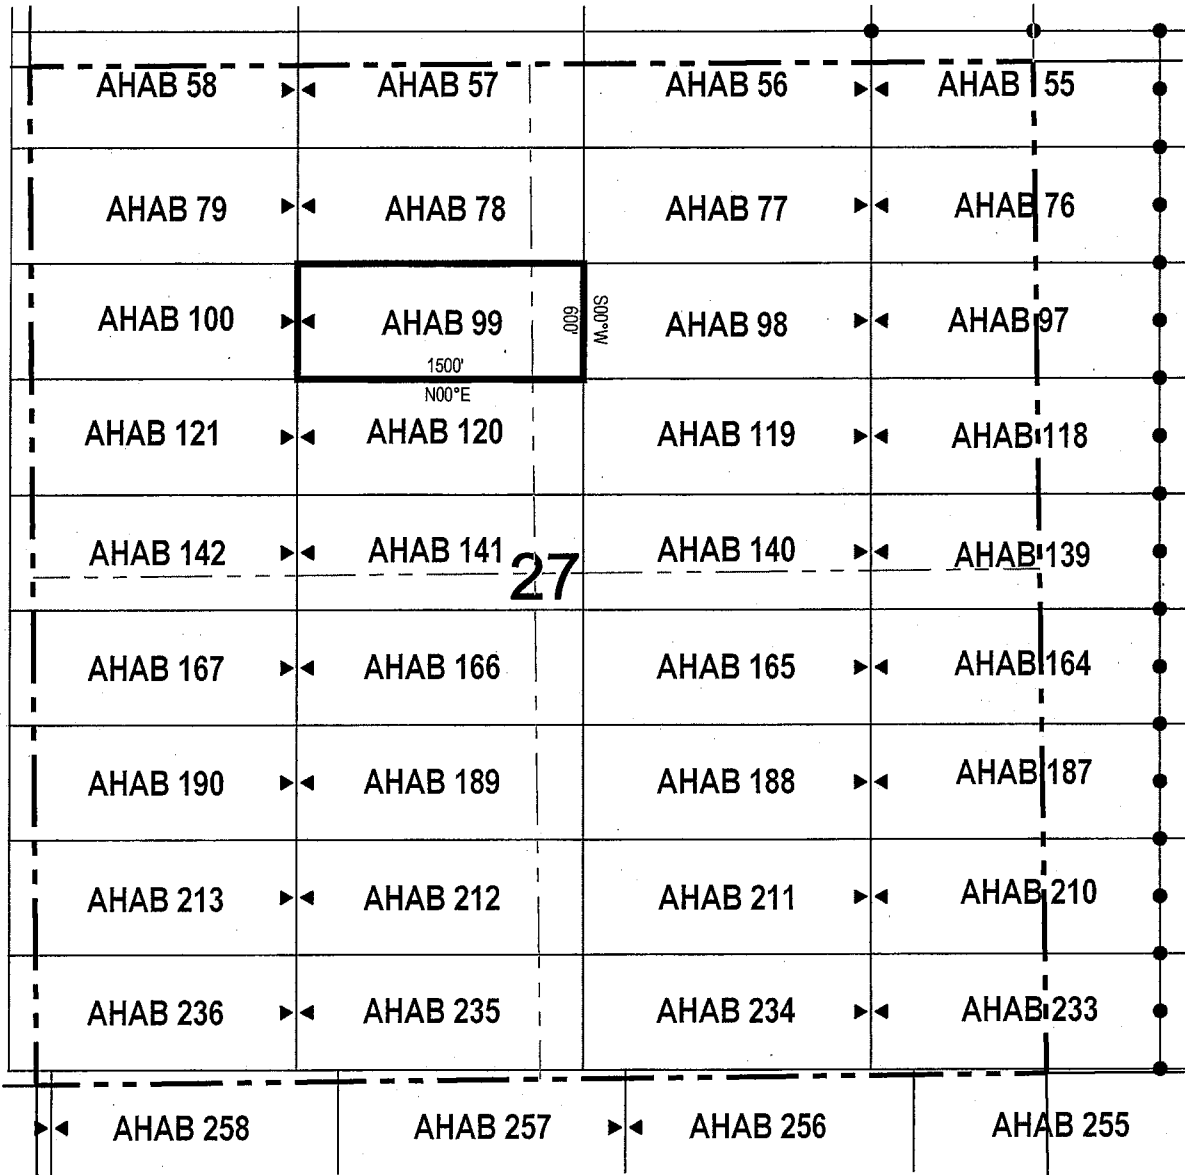 AHAB 58 AHAB 57 AHAB 56 AHAB 55
AHAB 79 AHAB 78 AHAB 77 AHAB 76
AHAB 100 AHAB 99 600' S00°W AHAB 98 AHAB 97
1500'
N00°E
AHAB 121 AHAB 120 AHAB 119 AHAB 118
AHAB 142 AHAB 141 AHAB 140 AHAB 139
27
AHAB 167 AHAB 166 AHAB 165 AHAB 164
AHAB 190 AHAB 189 AHAB 188 AHAB 187
AHAB 213 AHAB 212 AHAB 211 AHAB 210
AHAB 236 AHAB 235 AHAB 234 AHAB 233
AHAB 258 AHAB 257 AHAB 256 AHAB 255